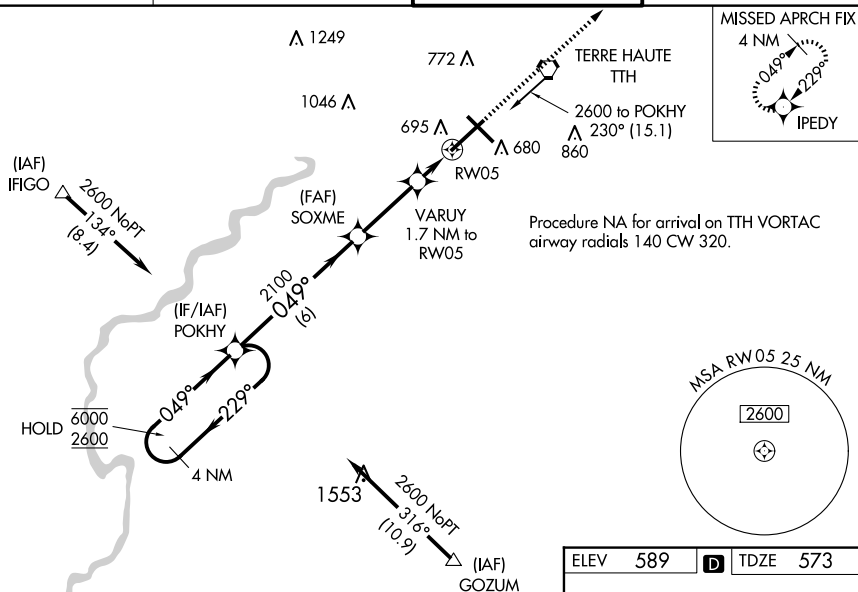 MISSED APRCH FIX
4 NM
049°
229°
IPEDY
1249
772
TERRE HAUTE
TTH
1046
2600 to POKHY
230° (15.1)
695
680
860
RW05
(IAF)
IFIGO
2600 NoPT
134°
(8.4)
(FAF)
SOXME
VARUY
1.7 NM to
RW05
Procedure NA for arrival on TTH VORTAC
airway radials 140 CW 320.
2100
049°
(6)
(IF/IAF)
POKHY
049°
229°
HOLD
6000
2600
4 NM
MSA RW05 25 NM
2600
1553
2600 NoPT
316°
(10.9)
(IAF)
GOZUM
ELEV 589
D
TDZE 573